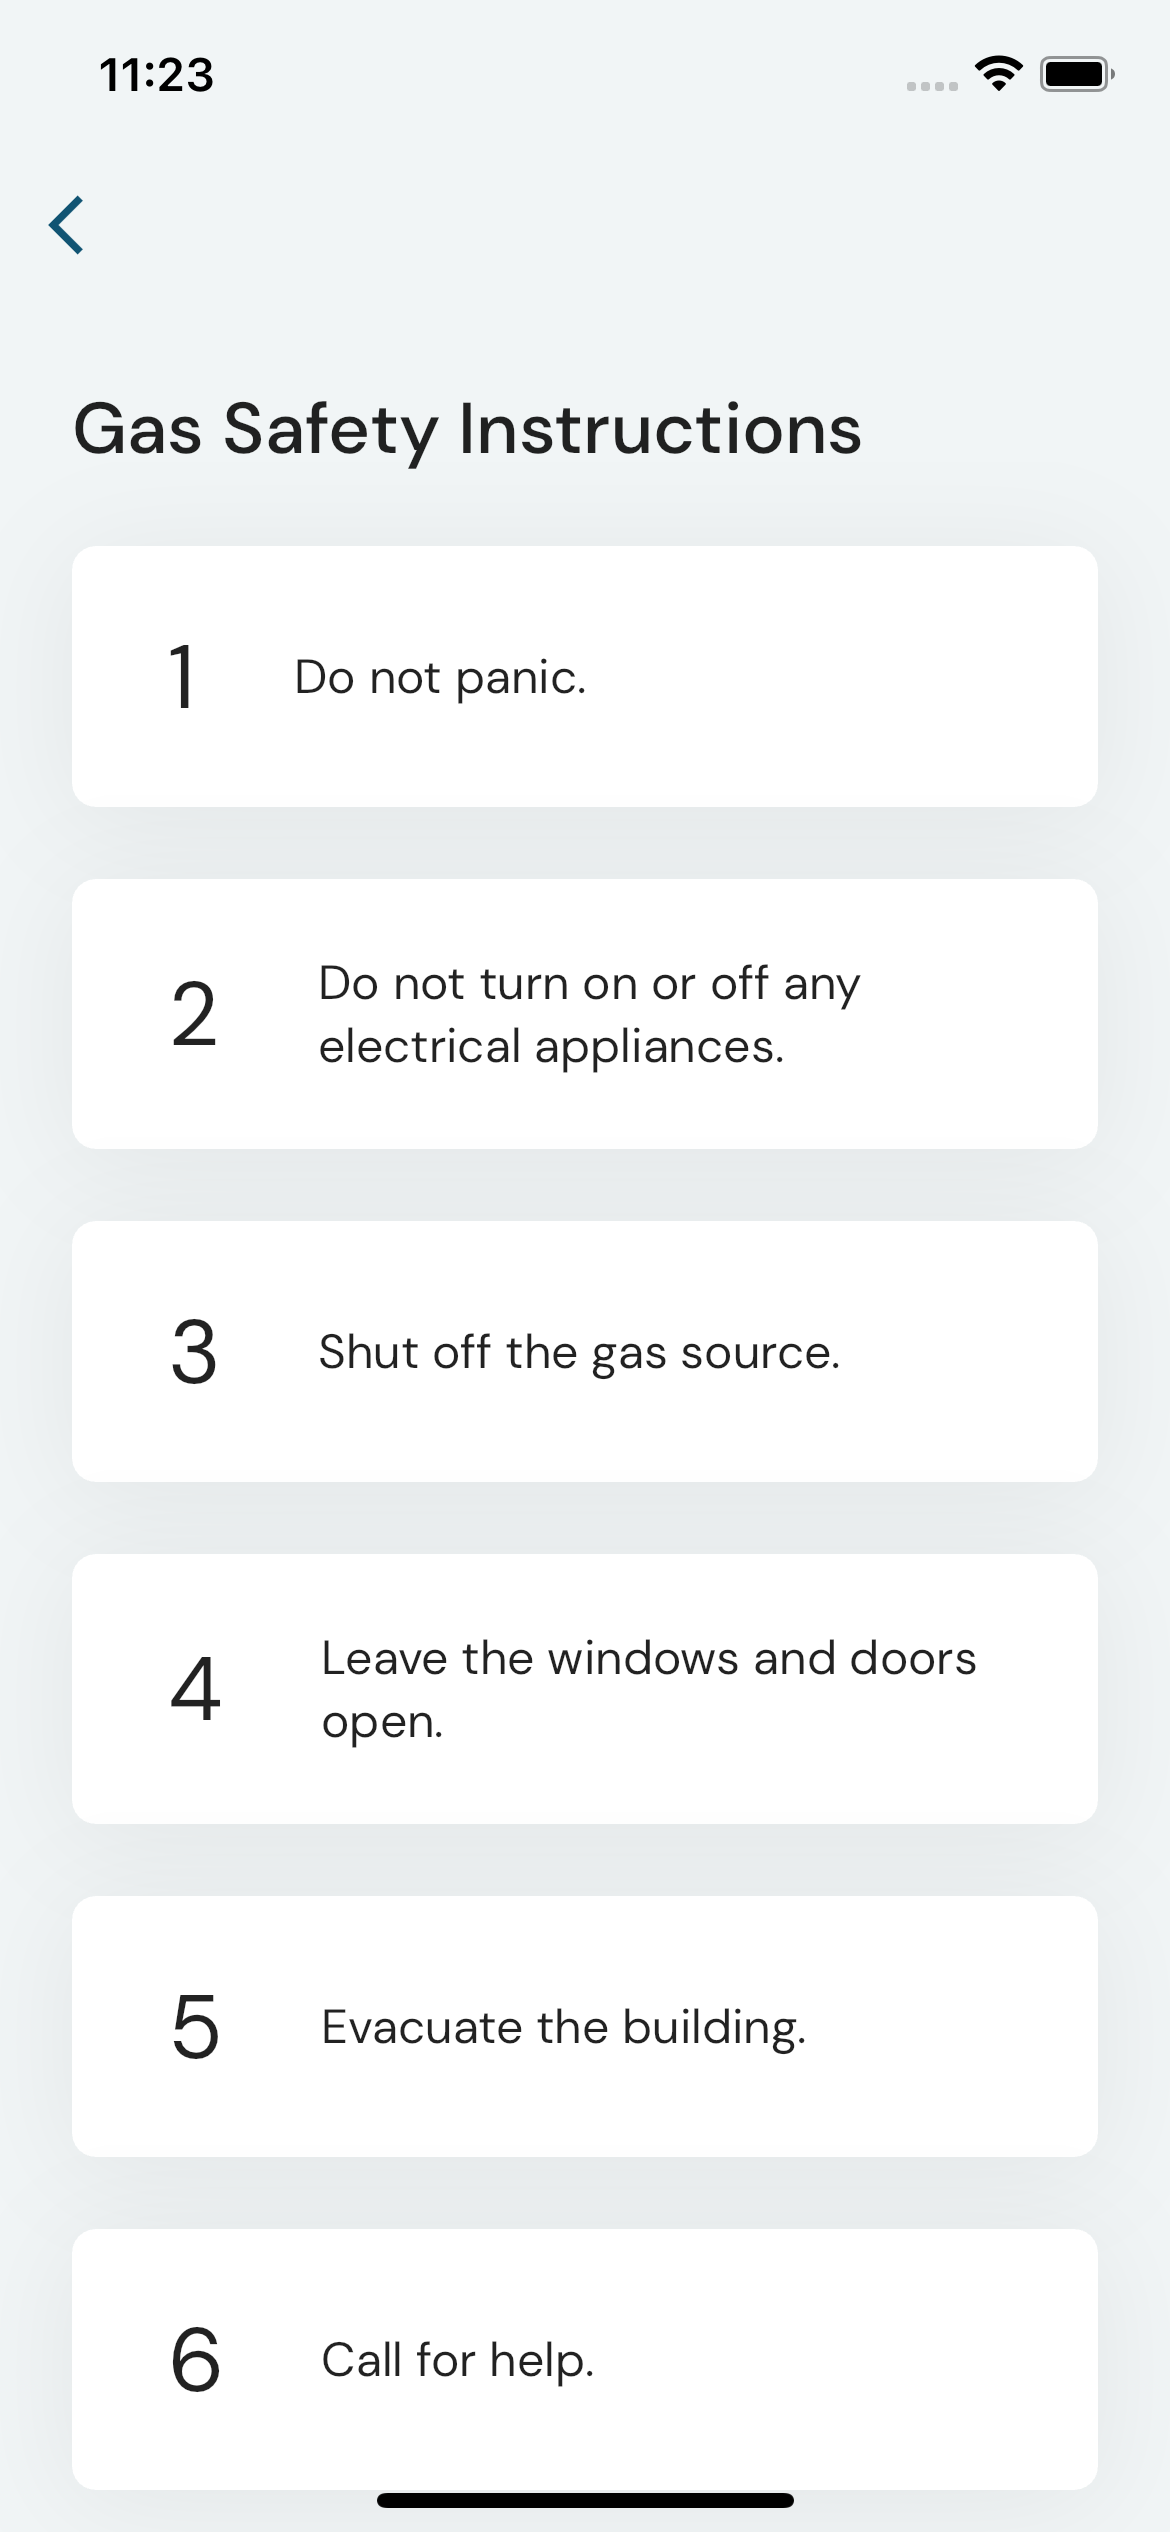 11:23
Gas Safety Instructions
1
Do not panic.
2
Do not turn on or off any
electrical appliances.
3
Shut off the gas source.
4
Leave the windows and doors
open.
5
Evacuate the building.
6
Call for help.